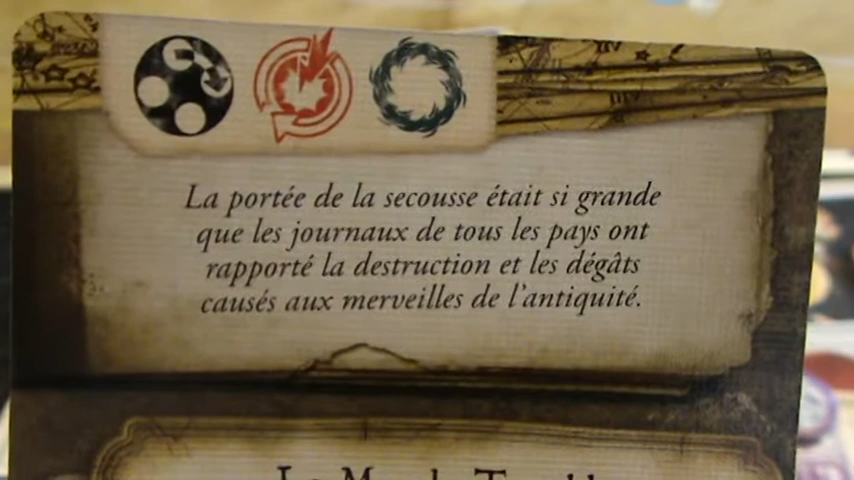 La portée de la secousse était si grande
que les journaux de tous les pays ont
rapporté la destruction et les dégâts
causés aux merveilles de l'antiquité.